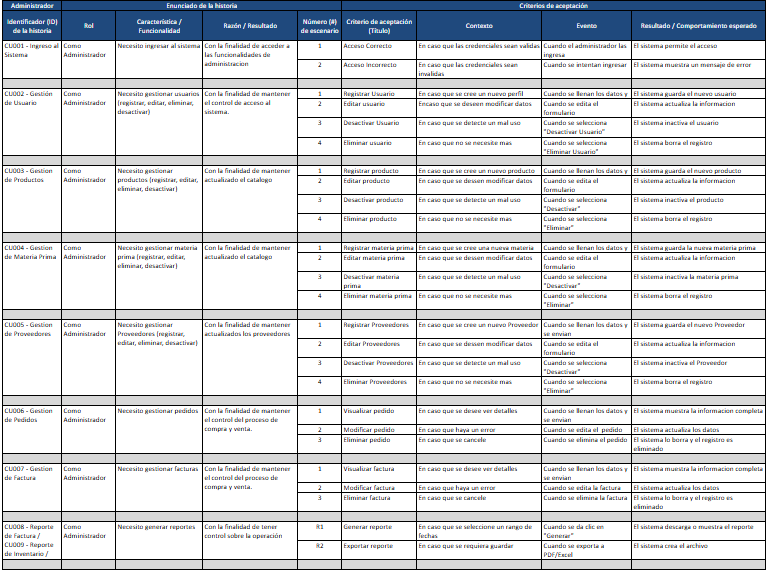 Administrador Enunciado de la historia Criterios de aceptación
Identificador (ID) de la historia Rol Característica / Funcionalidad Razón / Resultado Número (#) de escenario Criterio de aceptación (Título) Contexto Evento Resultado / Comportamiento esperado
CU001 - Ingreso al Sistema Como Administrador Necesito ingresar al sistema Con la finalidad de acceder a las funcionalidades de administracion 1 Acceso Correcto En caso que las credenciales sean validas Cuando el administrador las ingresa El sistema permite el acceso
2 Acceso Incorrecto En caso que las credenciales sean invalidas Cuando se intentan ingresar El sistema muestra un mensaje de error
CU002 - Gestión de Usuario Como Administrador Necesito gestionar usuarios (registrar, editar, eliminar, desactivar) Con la finalidad de mantener el control de acceso al sistema. 1 Registrar Usuario En caso que se cree un nuevo perfil Cuando se llenan los datos y El sistema guarda el nuevo usuario
2 Editar usuario Encaso que se deseen modificar datos Cuando se edita el formulario El sistema actualiza la informacion
3 Desactivar Usuario En caso que se detecte un mal uso Cuando se selecciona "Desactivar Usuario" El sistema inactiva el usuario
4 Eliminar usuario En caso que no se necesite mas Cuando se selecciona "Eliminar Usuario" El sistema borra el registro
CU003 - Gestion de Productos Como Administrador Necesito gestionar productos (registrar, editar, eliminar, desactivar) Con la finalidad de mantener actualizado el catalogo 1 Registrar producto En caso que se cree un nuevo producto Cuando se llenan los datos y El sistema guarda el nuevo producto
2 Editar producto En caso que se dessen modificar datos Cuando se edita el formulario El sistema actualiza la informacion
3 Desactivar producto En caso que se detecte un mal uso Cuando se selecciona "Desactivar" El sistema inactiva el producto
4 Eliminar producto En caso que no se necesite mas Cuando se selecciona "Eliminar" El sistema borra el registro
CU004 - Gestion de Materia Prima Como Administrador Necesito gestionar materia prima (registrar, editar, eliminar, desactivar) Con la finalidad de mantener actualizado el catalogo 1 Registrar materia prima En caso que se cree una nueva materia Cuando se llenan los datos y El sistema guarda la nueva materia prima
2 Editar materia prima En caso que se dessen modificar datos Cuando se edita el formulario El sistema actualiza la informacion
3 Desactivar materia prima En caso que se detecte un mal uso Cuando se selecciona "Desactivar" El sistema inactiva la materia prima
4 Eliminar materia prima En caso que no se necesite mas Cuando se selecciona "Eliminar" El sistema borra el registro
CU005 - Gestion de Proveedores Como Administrador Necesito gestionar Proveedores (registrar, editar, eliminar, desactivar) Con la finalidad de mantener actualizados los proveedores 1 Registrar Proveedores En caso que se cree un nuevo Proveedor Cuando se llenan los datos y se envian El sistema guarda el nuevo Proveedor
2 Editar Proveedores En caso que se dessen modificar datos Cuando se edita el formulario El sistema actualiza la informacion
3 Desactivar Proveedores En caso que se detecte un mal uso Cuando se selecciona "Desactivar" El sistema inactiva el Proveedor
4 Eliminar Proveedores En caso que no se necesite mas Cuando se selecciona "Eliminar" El sistema borra el registro
CU006 - Gestion de Pedidos Como Administrador Necesito gestionar pedidos Con la finalidad de mantener el control del proceso de compra y venta. 1 Visualizar pedido En caso que se desee ver detalles Cuando se llenan los datos y se envian El sistema muestra la informacion completa
2 Modificar pedido En caso que haya un error Cuando se edita el pedido El sistema actualiza los datos
3 Eliminar pedido En caso que se cancele Cuando se elimina el pedido El sistema lo borra y el registro es eliminado
CU007 - Gestion de Factura Como Administrador Necesito gestionar facturas Con la finalidad de mantener el control del proceso de compra y venta. 1 Visualizar factura En caso que se desee ver detalles Cuando se llenan los datos y se envian El sistema muestra la informacion completa
2 Modificar factura En caso que haya un error Cuando se edita la factura El sistema actualiza los datos
3 Eliminar factura En caso que se cancele Cuando se elimina la factura El sistema lo borra y el registro es eliminado
CU008 - Reporte de Factura / CU009 - Reporte de Inventario / Como Administrador Necesito generar reportes Con la finalidad de tener control sobre la operación R1 Generar reporte En caso que se seleccione un rango de fechas Cuando se da clic en "Generar" El sistema descarga o muestra el reporte
R2 Exportar reporte En caso que se requiera guardar Cuando se exporta a PDF/Excel El sistema crea el archivo